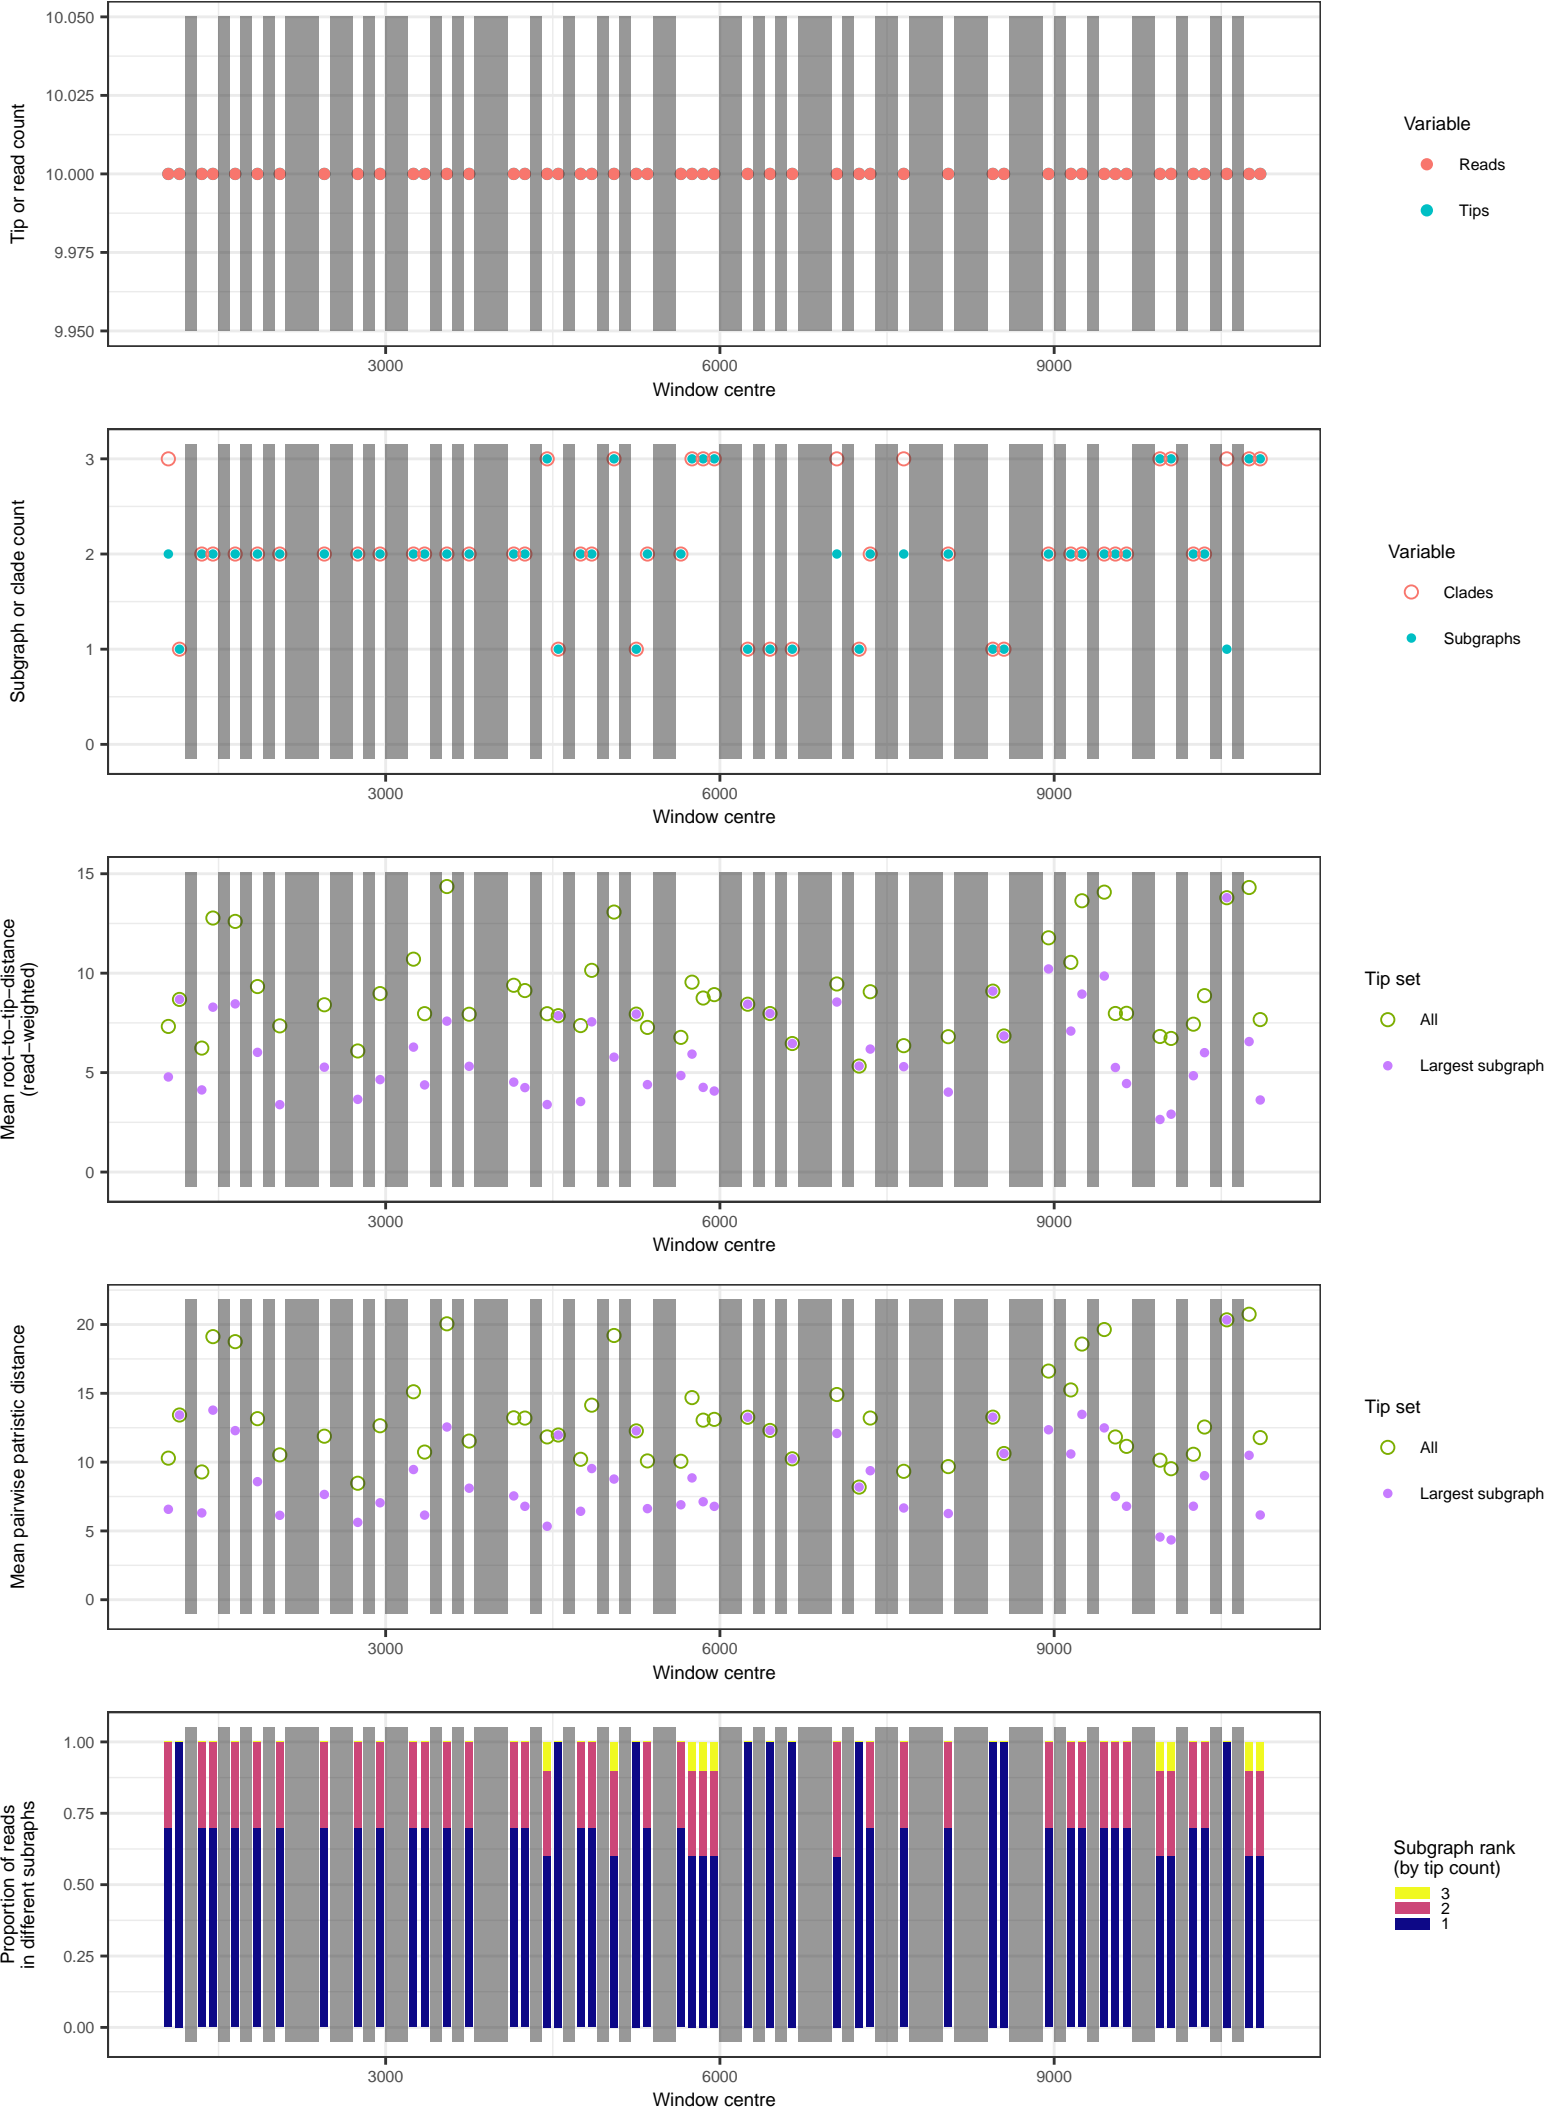 10.050
10.025
10.000
9.975
9.950
Tip or read count
3000
6000
9000
Window centre
Variable
Reads
Tips
3
2
1
0
Subgraph or clade count
3000
6000
9000
Window centre
Variable
Clades
Subgraphs
15
10
5
0
Mean root−to−tip−distance
(read−weighted)
3000
6000
9000
Window centre
Tip set
All
Largest subgraph
20
15
10
5
0
Mean pairwise patristic distance
3000
6000
9000
Window centre
Tip set
All
Largest subgraph
1.00
0.75
0.50
0.25
0.00
Proportion of reads
in different subraphs
3000
6000
9000
Window centre
Subgraph rank
(by tip count)
3
2
1